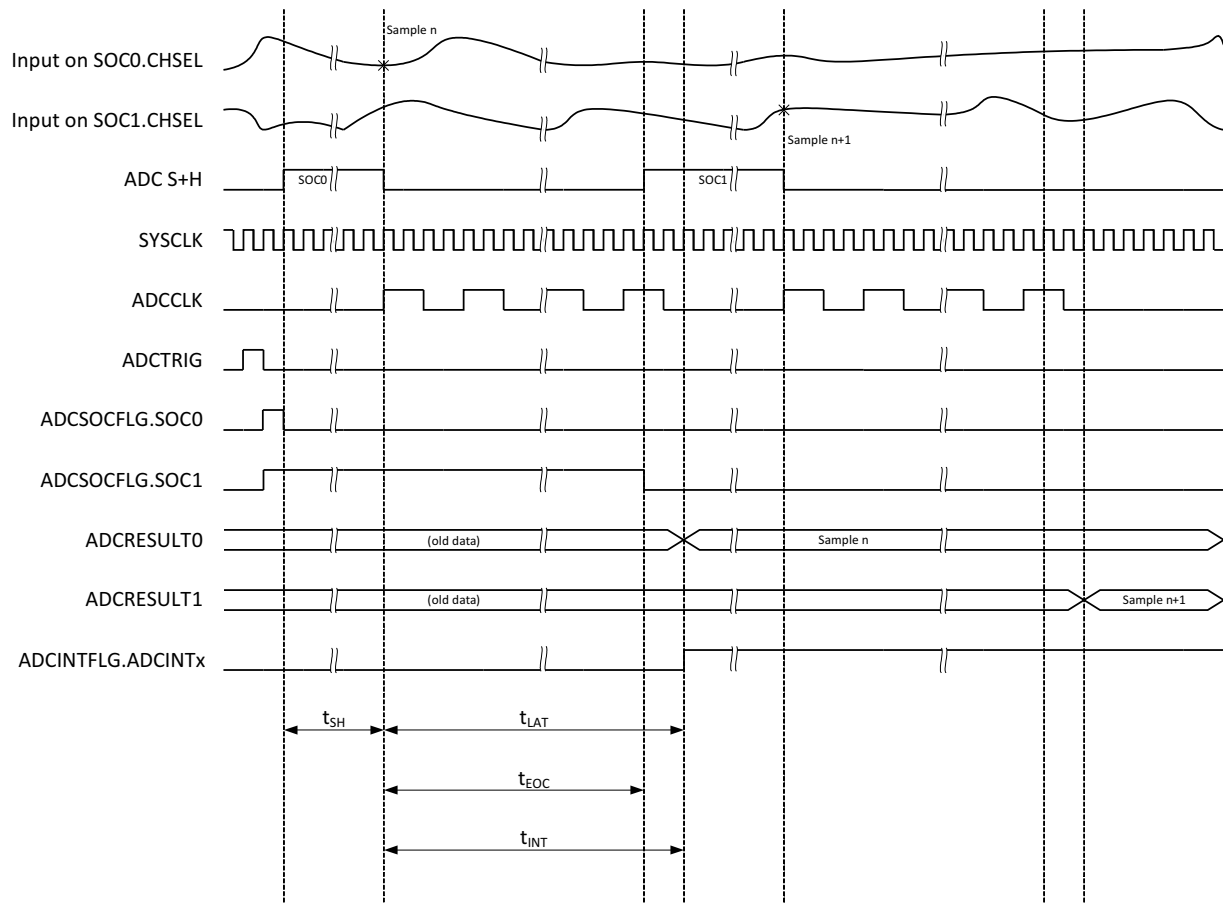 Sample n
Input on SOC0.CHSEL
Input on SOC1.CHSEL
Sample n+1
ADC S+H
SOC0
SOC1
SYSCLK
ADCCLK
ADCTRIG
ADCSOCFLG.SOC0
ADCSOCFLG.SOC1
ADCRESULT0
(old data)
Sample n
ADCRESULT1
(old data)
Sample n+1
ADCINTFLG.ADCINTx
tSH
tLAT
tEOC
tINT